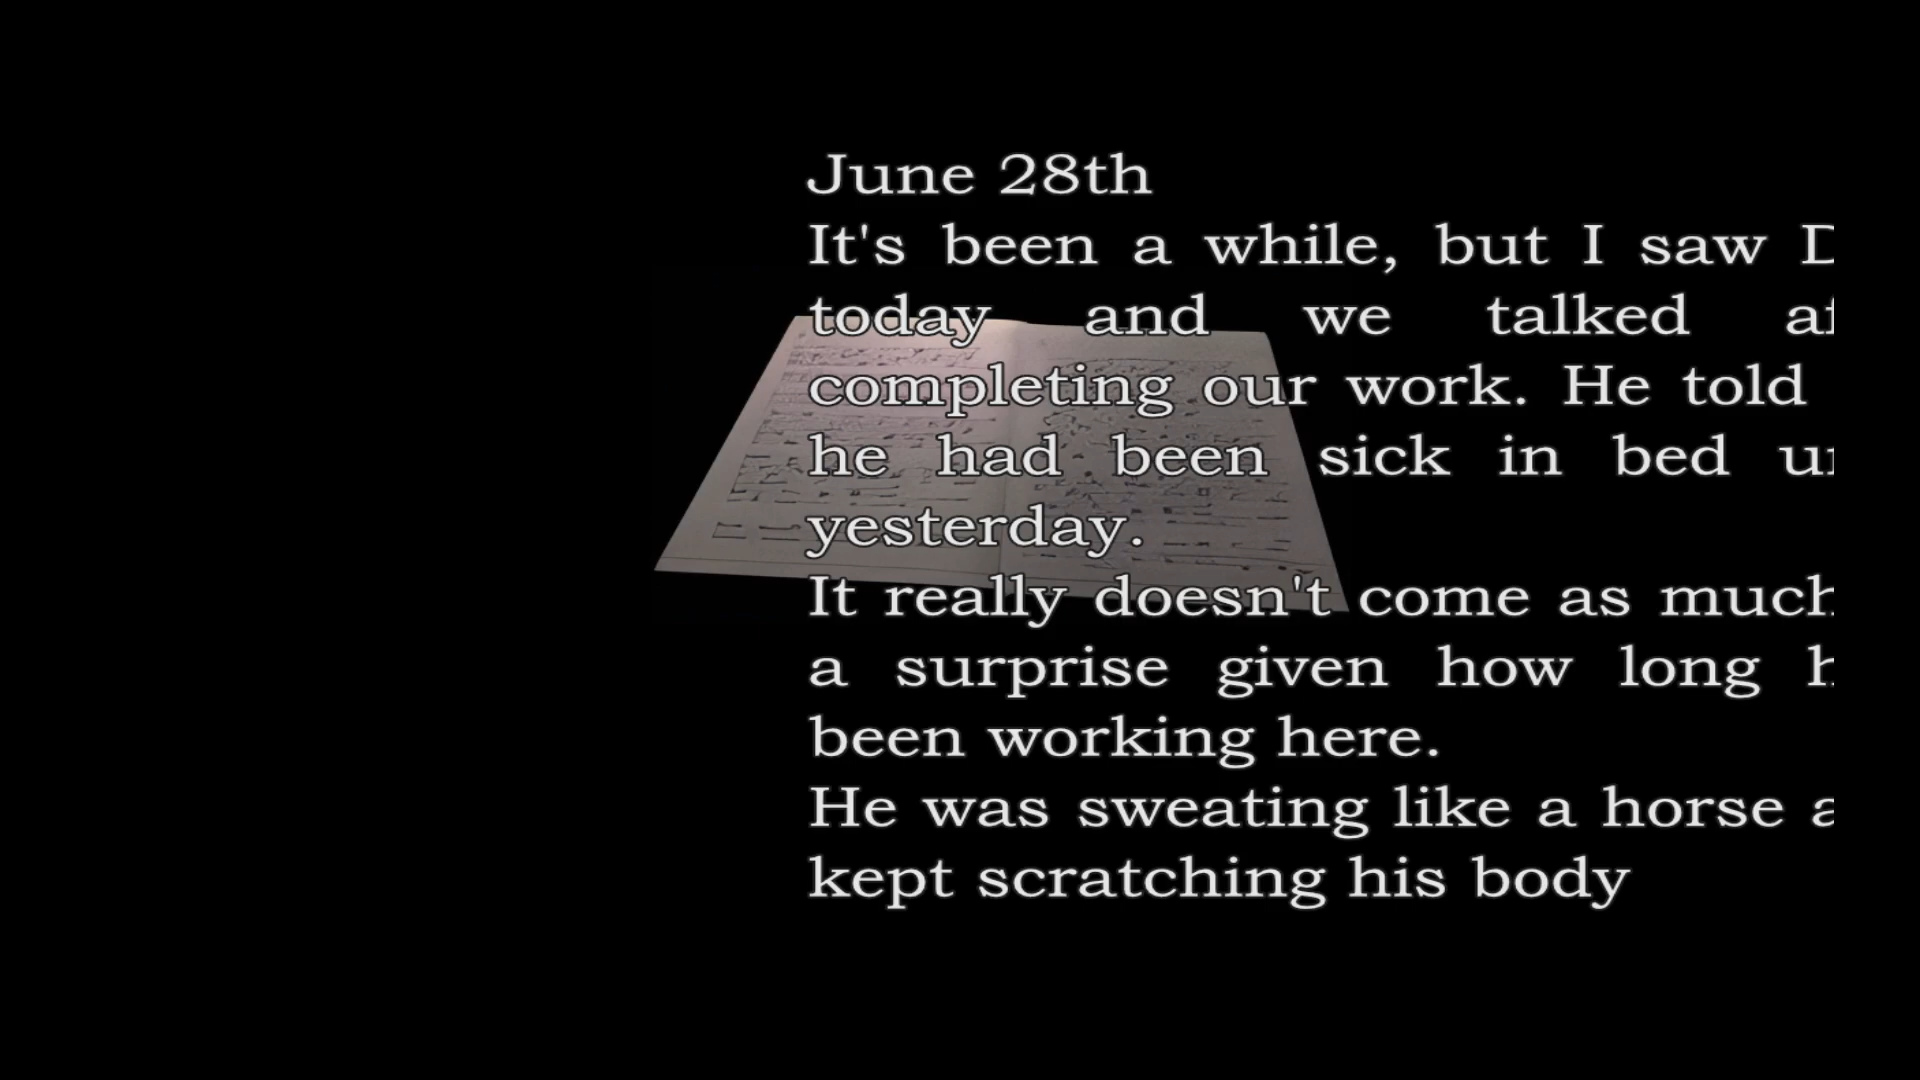 June 28th
It's been a while, but I saw
today and we talked
completing our work. He told
he had been sick in bed
yesterday.
It really doesn't come as much
a surprise given how long
been working here.
He was sweating like a horse
kept scratching his body